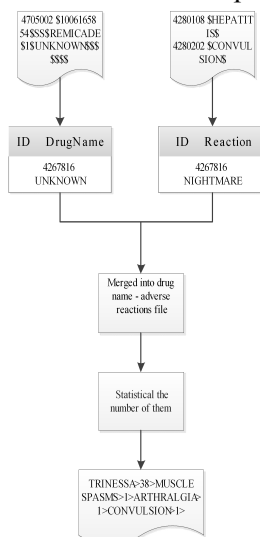 4705002 $10061658
54$$$$REMICADE
$1$UNKNOWN$$$
$$$$
4280108 $HEPATIT
IS$
4280202 $CONVUL
SION$
ID DrugName
4267816
UNKNOWN
ID Reaction
4267816
NIGHTMARE
Merged into drug
name - adverse
reactions file
Statistical the
number of them
TRINESSA>38>MUSCLE
SPASMS>1>ARTHRALGIA>
1>CONVULSION>1>